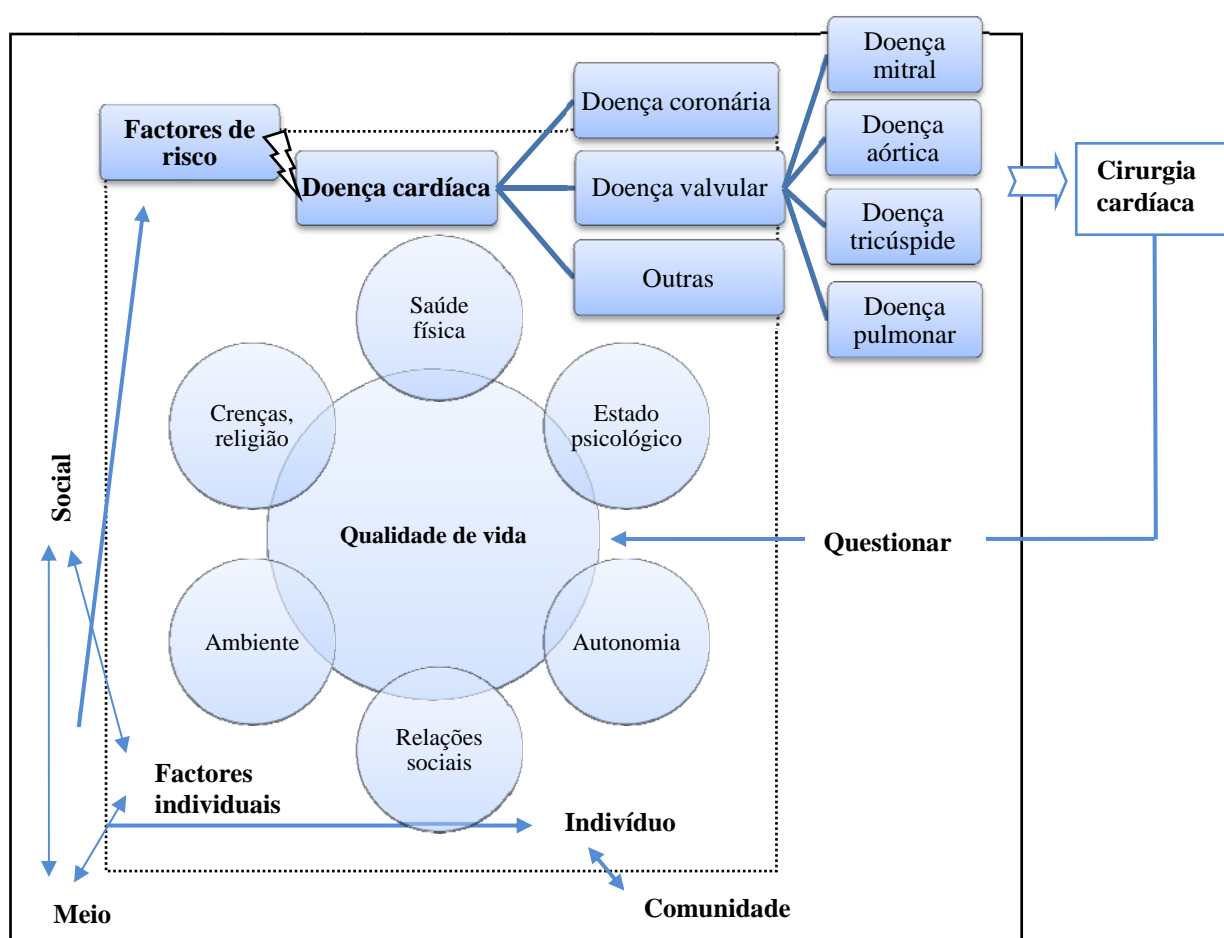 Doença
mitral
Doença coronária
Factores de
risco
Doença
aórtica
Cirurgia
cardíaca
Doença cardíaca
Doença valvular
Doença
tricúspide
Outras
Doença
pulmonar
Saúde
física
Crenças,
religião
Estado
psicológico
Social
Qualidade de vida
Questionar
Ambiente
Autonomia
Relações
sociais
Factores
individuais
Indivíduo
Meio
Comunidade